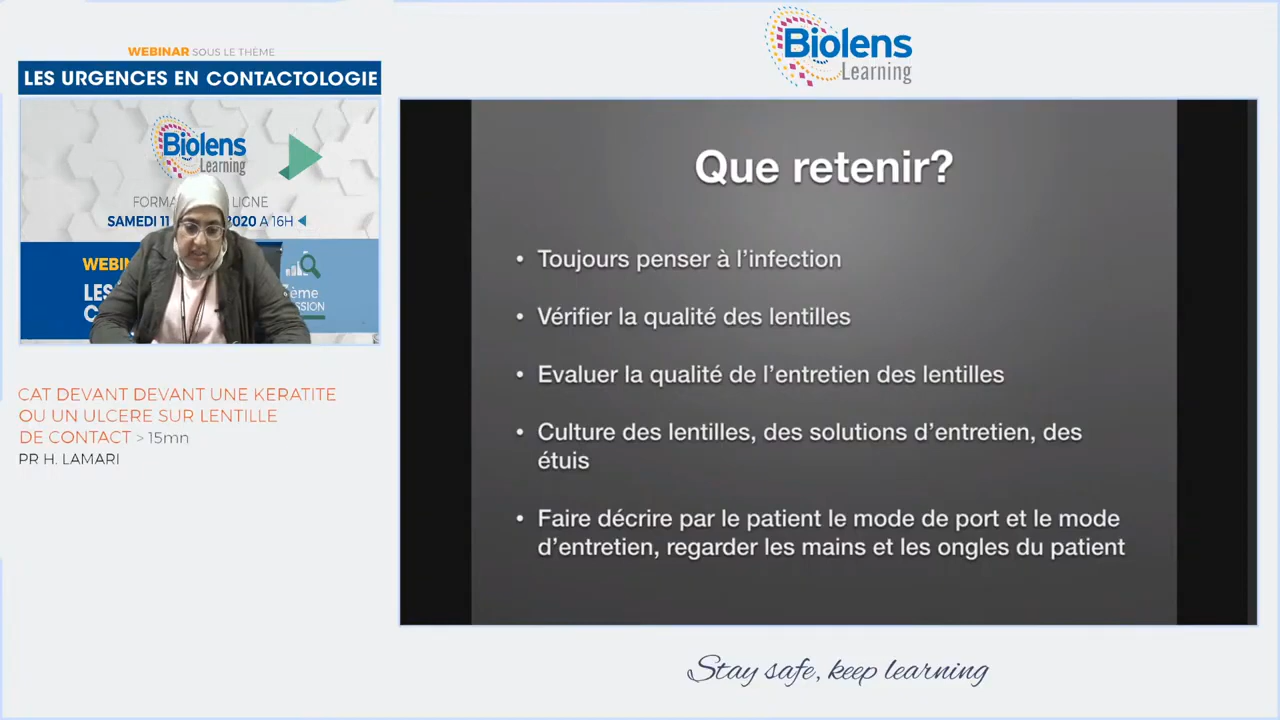 WEBINAR SOUS LE THÈME
LES URGENCES EN CONTACTOLOGIE
Biolens
Learning
FORMA LIGNE
SAMEDI 11 2020 A 16H
WEBIN
LES
C
ème
SSION
CAT DEVANT DEVANT UNE KERATITE
OU UN ULCERE SUR LENTILLE
DE CONTACT > 15mn
PR H. LAMARI
Biolens
Learning
Que retenir?
• Toujours penser à l’infection
• Vérifier la qualité des lentilles
• Evaluer la qualité de l’entretien des lentilles
• Culture des lentilles, des solutions d’entretien, des
étuis
• Faire décrire par le patient le mode de port et le mode
d’entretien, regarder les mains et les ongles du patient
Stay safe, keep learning